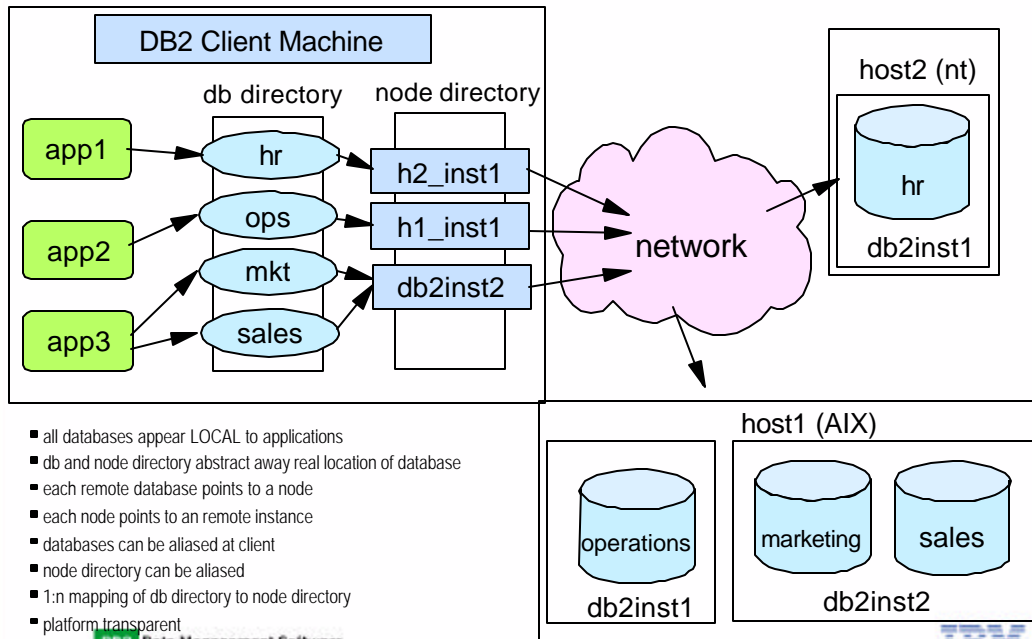 DB2 Client Machine
db directory
node directory
app1
hr
h2_inst1
app2
ops
h1_inst1
mkt
db2inst2
app3
sales
network
host2 (nt)
hr
db2inst1
host1 (AIX)
operations
marketing
sales
db2inst1
db2inst2
▪ all databases appear LOCAL to applications
▪ db and node directory abstract away real location of database
▪ each remote database points to a node
▪ each node points to an remote instance
▪ databases can be aliased at client
▪ node directory can be aliased
▪ 1:n mapping of db directory to node directory
▪ platform transparent
Data Management Software